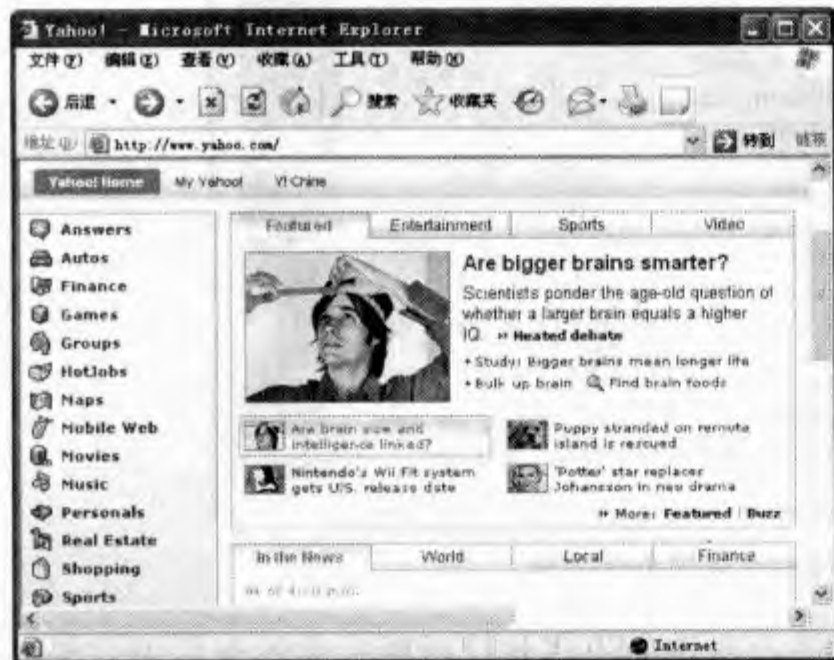 Yahoo! - Microsoft Internet Explorer
文件(F) 编辑(E) 查看(V) 收藏(A) 工具(T) 帮助(H)
后退 搜索 收藏夹
地址(D) http://www.yahoo.com/ 转到 链接
Yahoo! Home My Yahoo! Y! China
Answers
Autos
Finance
Games
Groups
HotJobs
Maps
Mobile Web
Movies
Music
Personals
Real Estate
Shopping
Sports
Featured Entertainment Sports Video
Are bigger brains smarter?
Scientists ponder the age-old question of
whether a larger brain equals a higher
IQ. » Heated debate
• Study: Bigger brains mean longer life
• Bulk up brain Find brain foods
Are brain size and
intelligence linked?
Puppy stranded on remote
island is rescued
Nintendo's Wii Fit system
gets U.S. release date
'Potter' star replaces
Johansson in new drama
» More: Featured | Buzz
In the News World Local Finance
Internet